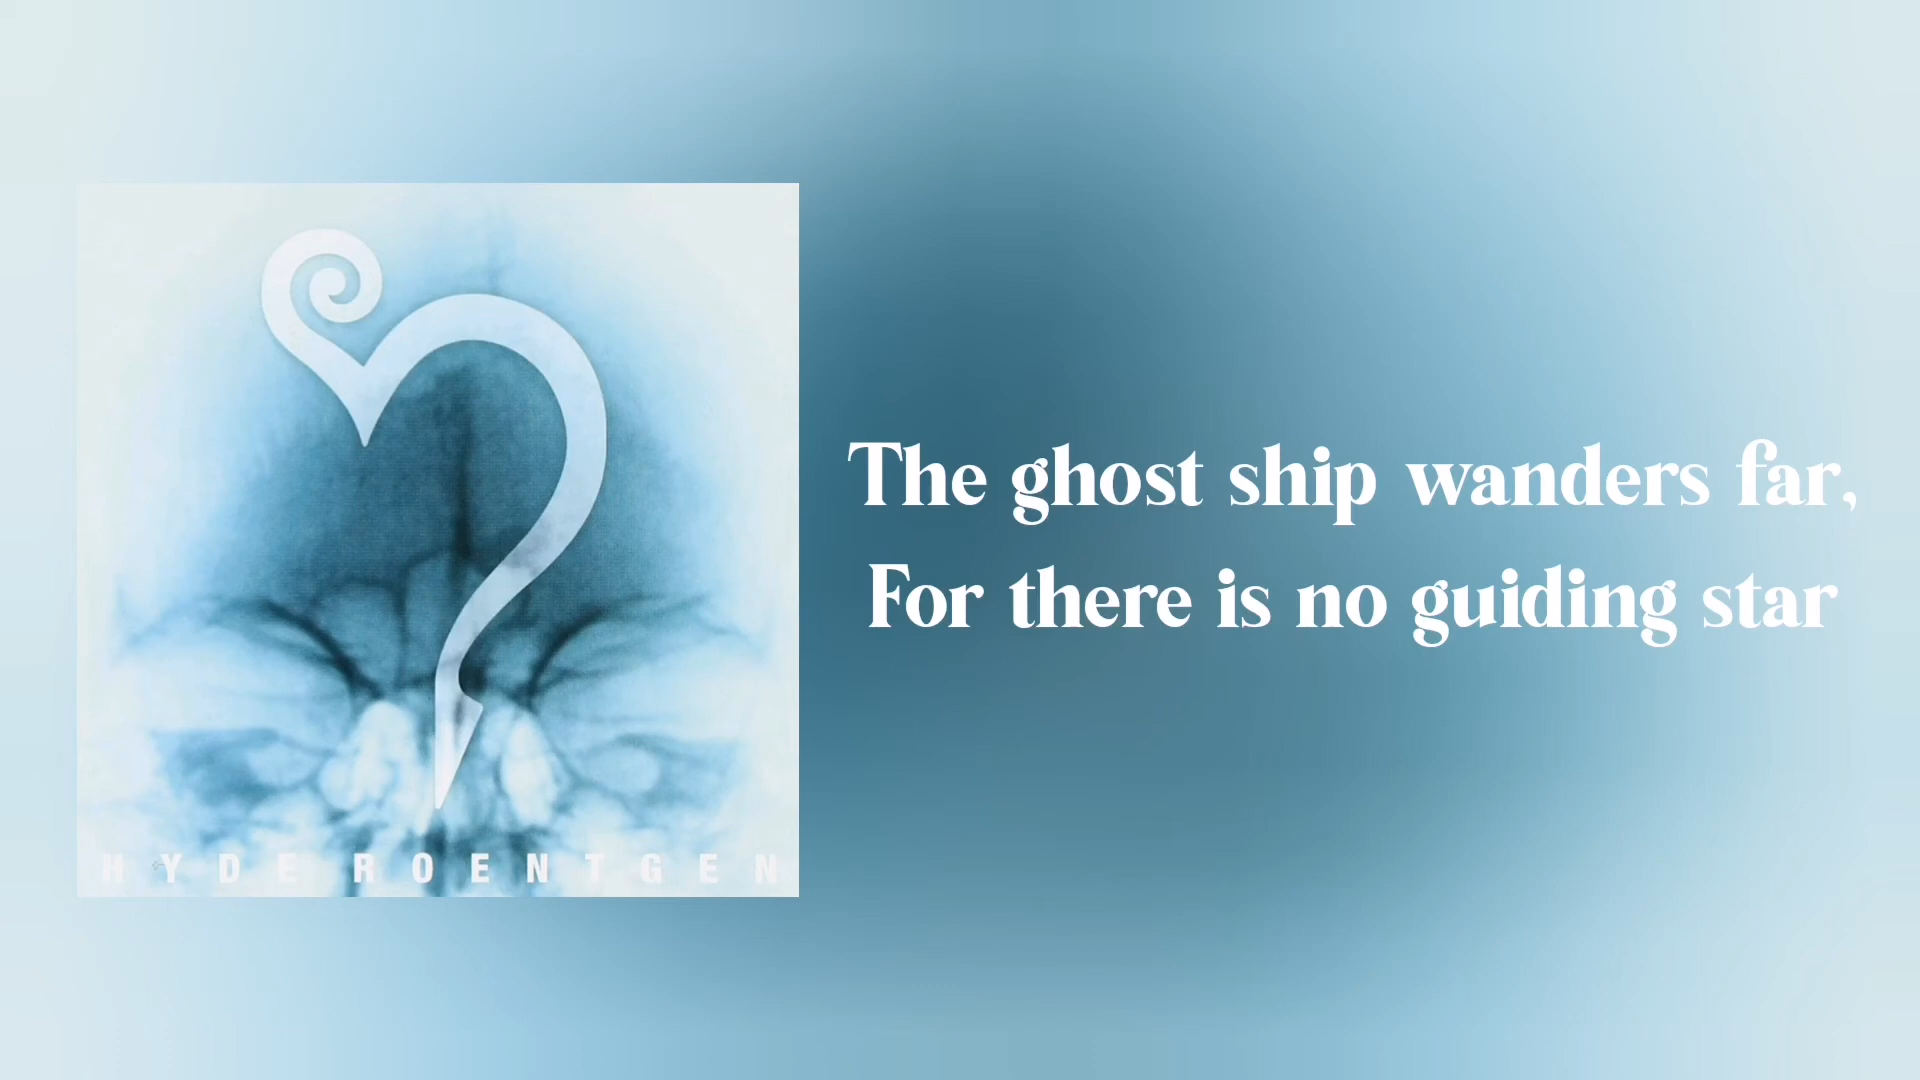 HYDE ROENTGEN
The ghost ship wanders far,
For there is no guiding star